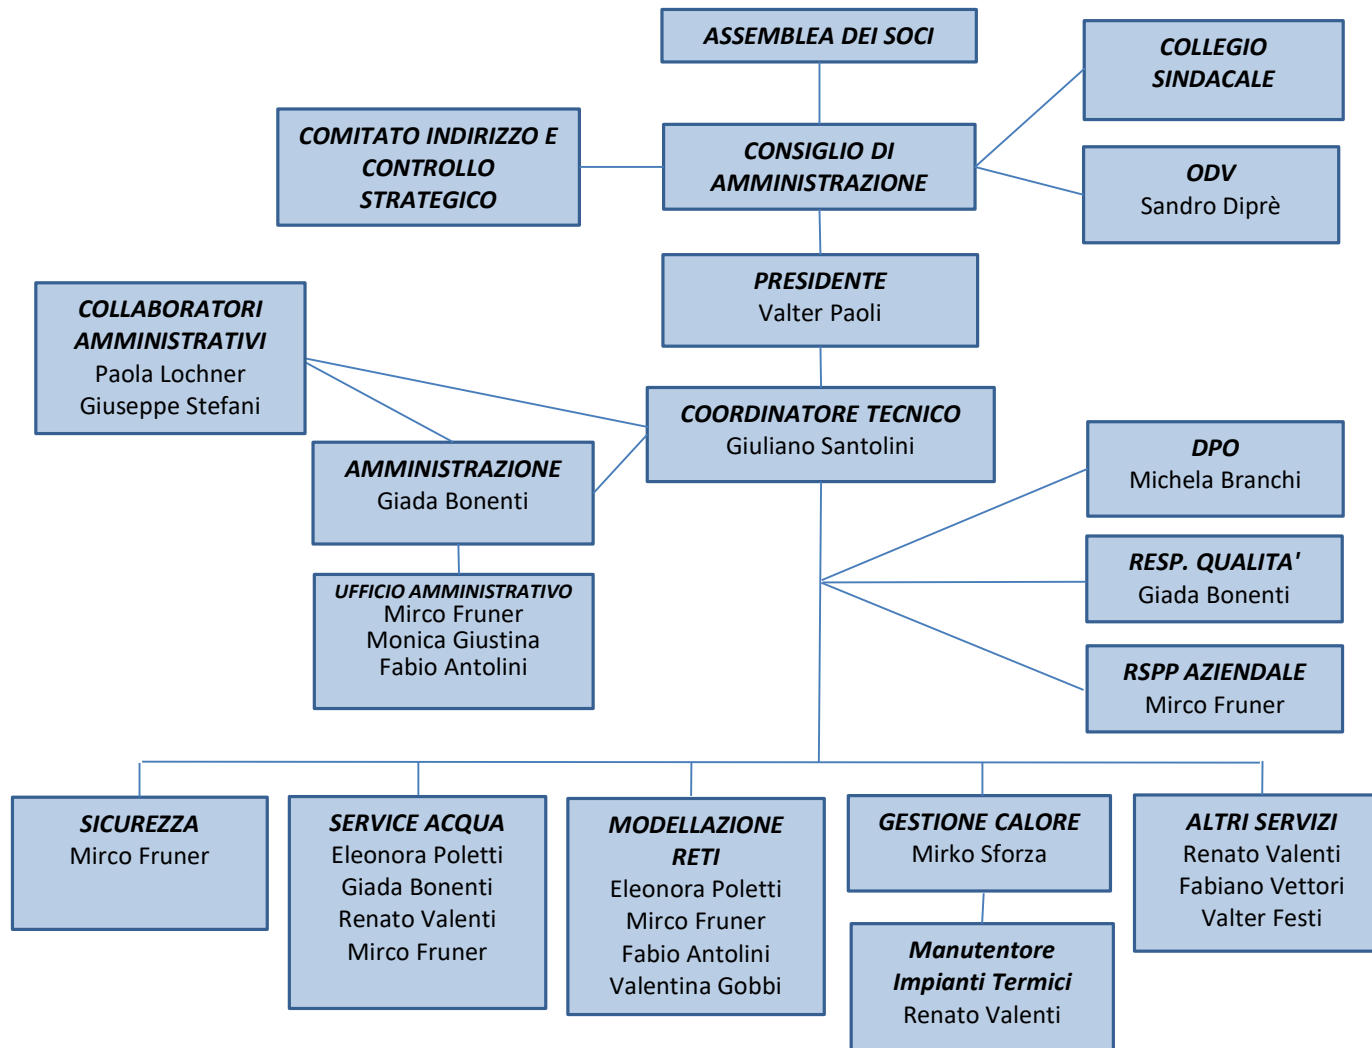 ASSEMBLEA DEI SOCI
COLLEGIO
SINDACALE
COMITATO INDIRIZZO E
CONTROLLO
STRATEGICO
CONSIGLIO DI
AMMINISTRAZIONE
ODV
Sandro Diprè
PRESIDENTE
Valter Paoli
COLLABORATORI
AMMINISTRATIVI
Paola Lochner
Giuseppe Stefani
COORDINATORE TECNICO
Giuliano Santolini
AMMINISTRAZIONE
Giada Bonenti
DPO
Michela Branchi
UFFICIO AMMINISTRATIVO
Mirco Fruner
Monica Giustina
Fabio Antolini
RESP. QUALITA'
Giada Bonenti
RSPP AZIENDALE
Mirco Fruner
SICUREZZA
Mirco Fruner
SERVICE ACQUA
Eleonora Poletti
Giada Bonenti
Renato Valenti
Mirco Fruner
MODELLAZIONE
RETI
Eleonora Poletti
Mirco Fruner
Fabio Antolini
Valentina Gobbi
GESTIONE CALORE
Mirko Sforza
Manutentore
Impianti Termici
Renato Valenti
ALTRI SERVIZI
Renato Valenti
Fabiano Vettori
Valter Festi